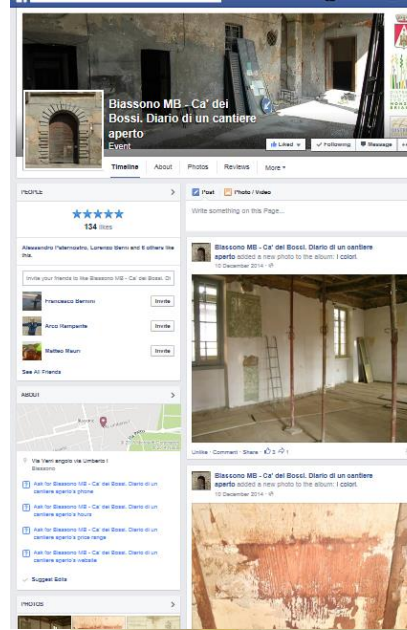 Biassono MB - Ca' dei
Bossi. Diario di un cantiere
aperto
Event
Liked
Following
Message
Timeline
About
Photos
Reviews
More
PEOPLE
134 likes
Alessandro Paternostro, Lorenzo Berni and 8 others like
this.
Invite your friends to like Biassono MB - Ca' dei Bossi. Di
Francesco Bernini
Invite
Arco Kemperite
Invite
Matteo Mauri
Invite
See All Friends
ABOUT
Via Verri angolo via Umberto I
Biassono
Ask for Biassono MB - Ca' dei Bossi. Diario di un
cantiere aperto's phone
Ask for Biassono MB - Ca' dei Bossi. Diario di un
cantiere aperto's hours
Ask for Biassono MB - Ca' dei Bossi. Diario di un
cantiere aperto's price range
Ask for Biassono MB - Ca' dei Bossi. Diario di un
cantiere aperto's website
Suggest Edits
PHOTOS
Post
Photo / Video
Write something on this Page...
Biassono MB - Ca' dei Bossi. Diario di un cantiere
aperto added a new photo to the album: I colori.
10 December 2014
Unlike · Comment · Share · 3 1
Biassono MB - Ca' dei Bossi. Diario di un cantiere
aperto added a new photo to the album: I colori.
10 December 2014